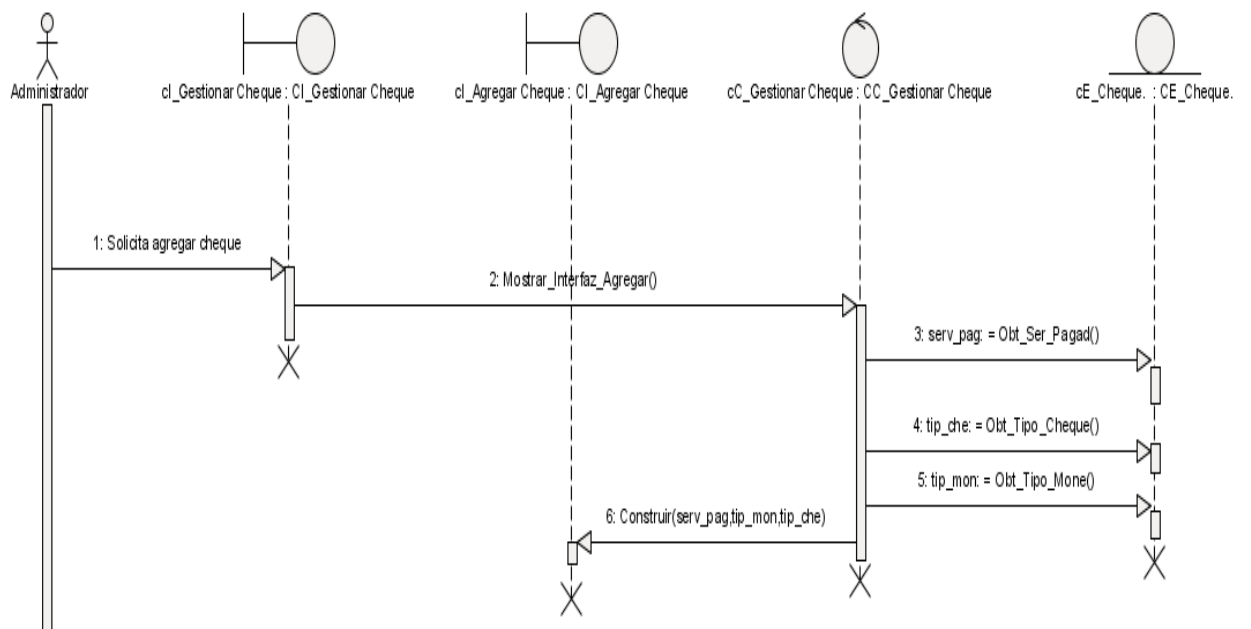 Administrador
cI_Gestionar Cheque : CI_Gestionar Cheque
cI_Agregar Cheque : CI_Agregar Cheque
cC_Gestionar Cheque : CC_Gestionar Cheque
cE_Cheque. : CE_Cheque.
1: Solicita agregar cheque
2: Mostrar_Interfaz_Agregar()
3: serv_pag: = Obt_Ser_Pagad()
4: tip_che: = Obt_Tipo_Cheque()
5: tip_mon: = Obt_Tipo_Mone()
6: Construir(serv_pag,tip_mon,tip_che)